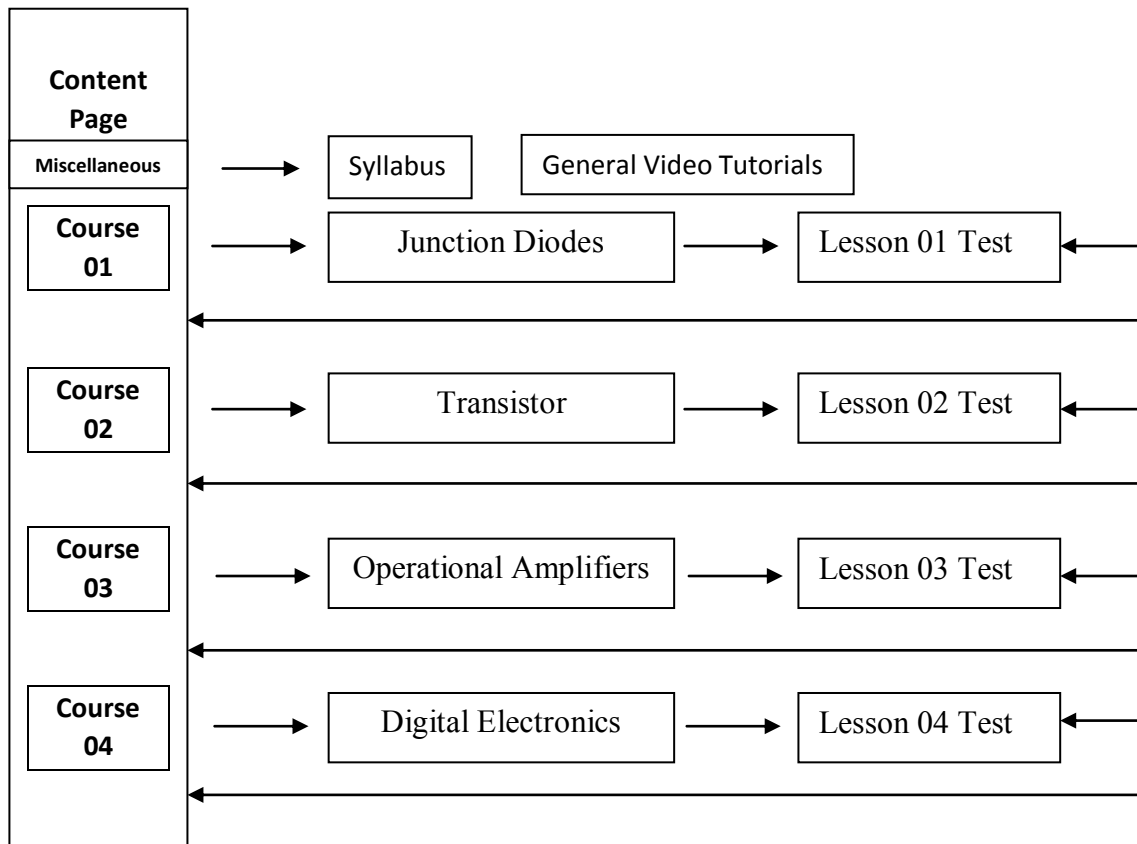 Content
Page
Miscellaneous
Syllabus
General Video Tutorials
Course
01
Junction Diodes
Lesson 01 Test
Course
02
Transistor
Lesson 02 Test
Course
03
Operational Amplifiers
Lesson 03 Test
Course
04
Digital Electronics
Lesson 04 Test